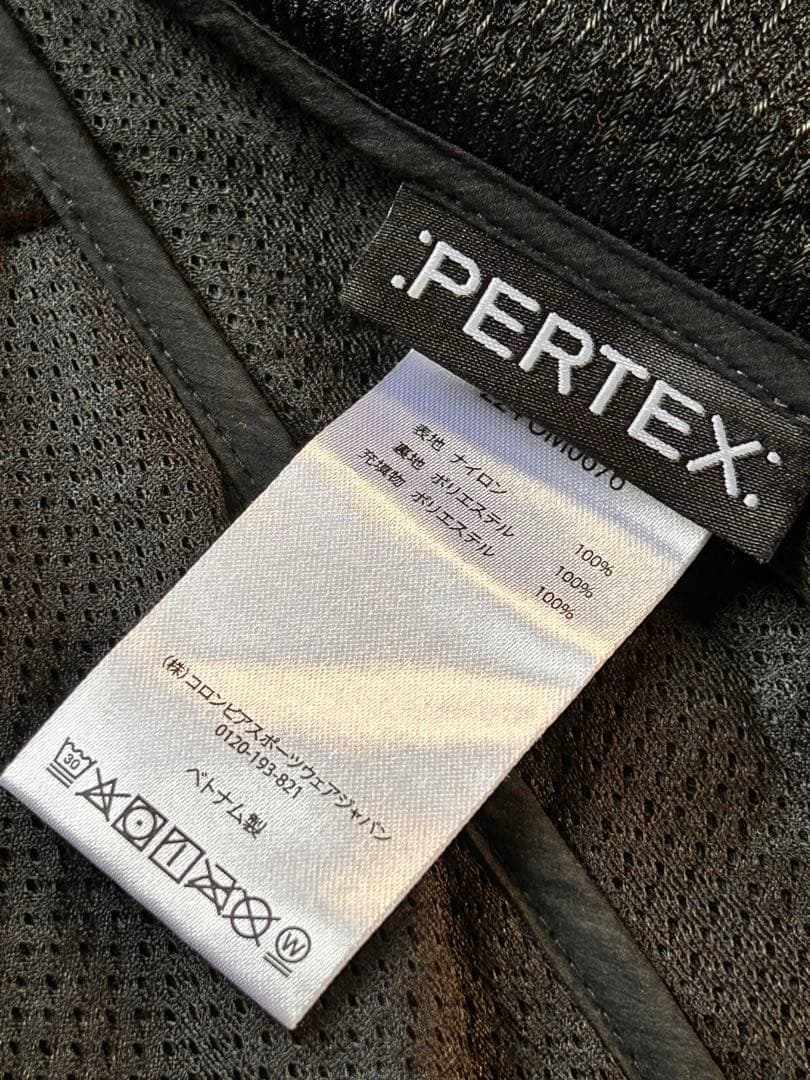 PERTEX
表地 ナイロン 100%
裏地 ポリエステル 100%
充填物 ポリエステル 100%
(株)コロンビアスポーツウェアジャパン
0120-193-821
ベトナム製
30
W